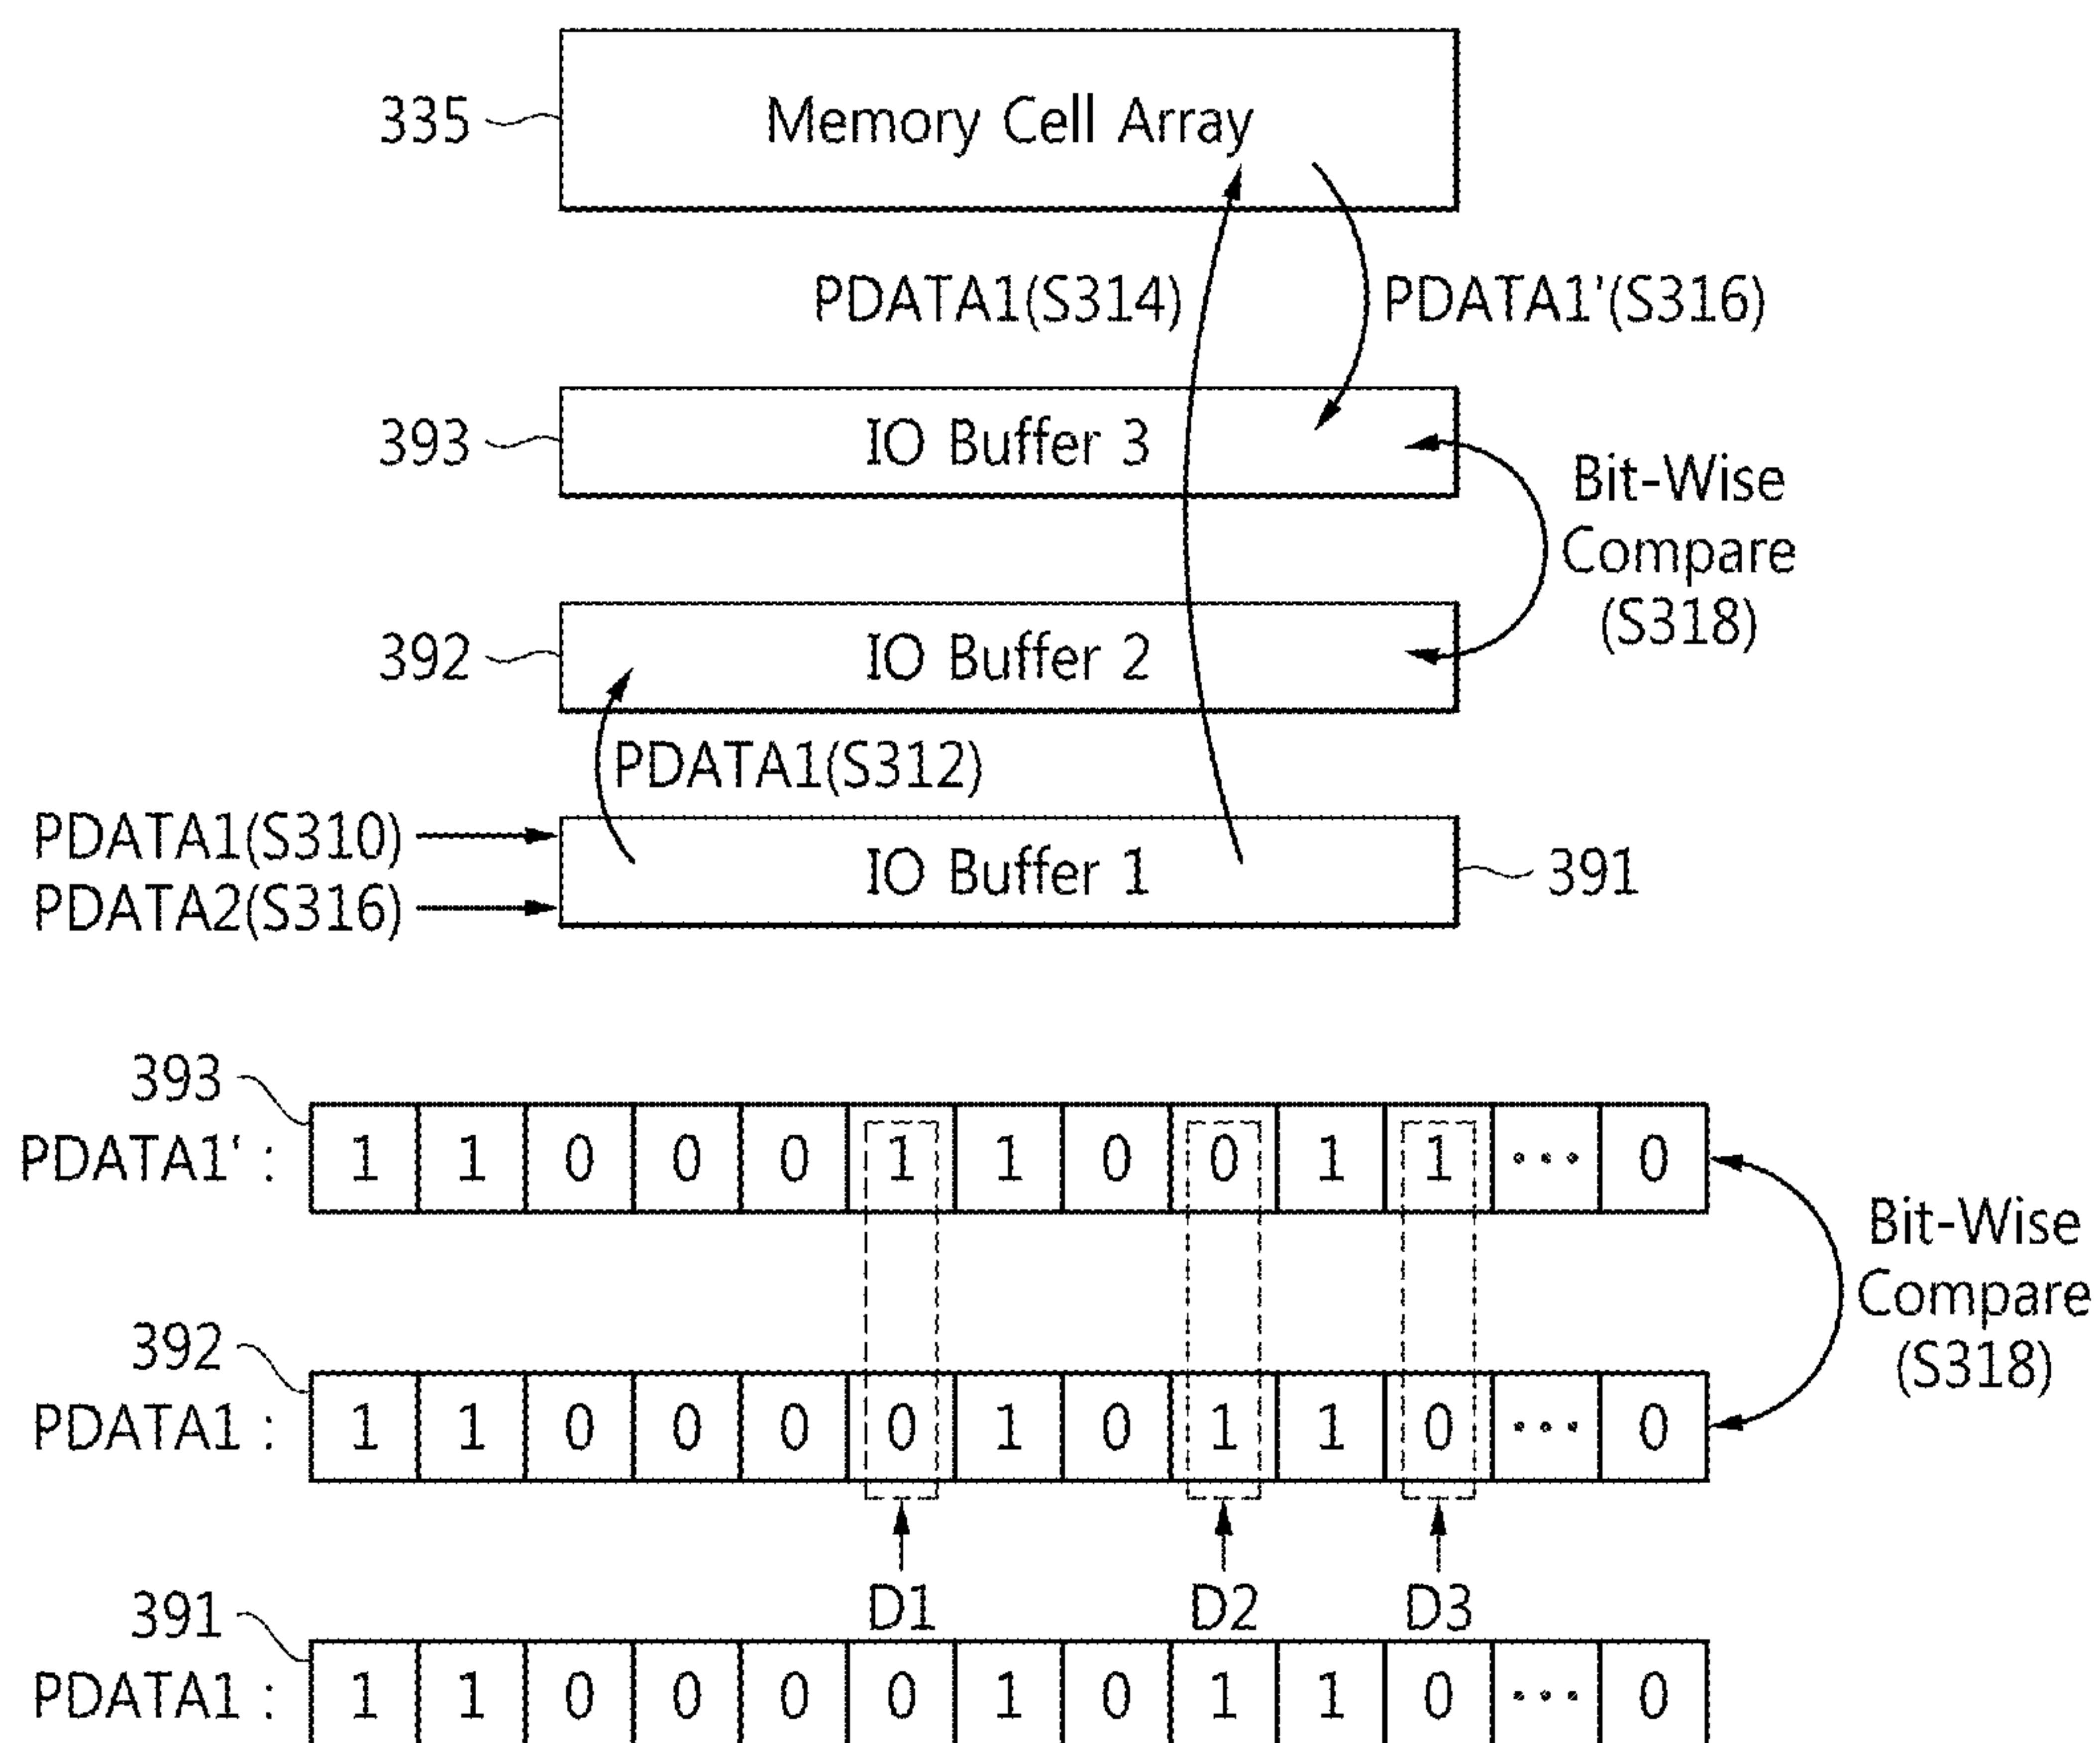 335
Memory Cell Array
PDATA1(S314)
PDATA1'(S316)
393
IO Buffer 3
Bit-Wise
Compare
(S318)
392
IO Buffer 2
PDATA1(S312)
PDATA1(S310)
PDATA2(S316)
IO Buffer 1
391
393
PDATA1' : 1 1 0 0 0 1 1 0 0 1 1 ··· 0
Bit-Wise
Compare
(S318)
392
PDATA1 : 1 1 0 0 0 0 1 0 1 1 0 ··· 0
D1 D2 D3
391
PDATA1 : 1 1 0 0 0 0 1 0 1 1 0 ··· 0